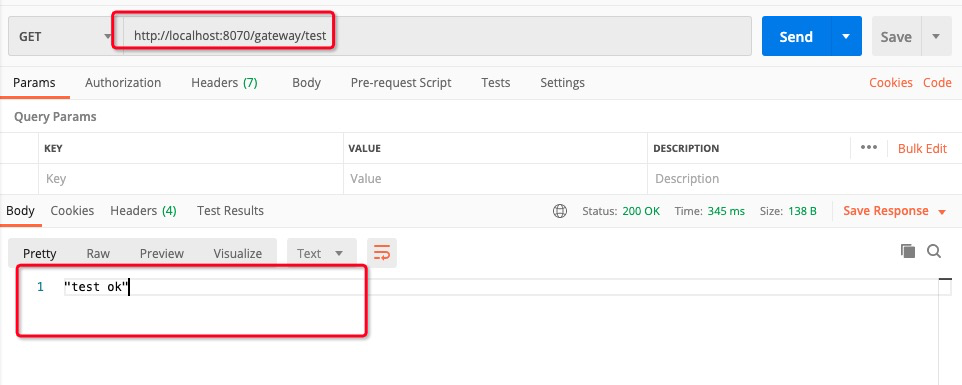 GET http://localhost:8070/gateway/test Send Save
Params Authorization Headers (7) Body Pre-request Script Tests Settings Cookies Code
Query Params
KEY VALUE DESCRIPTION ••• Bulk Edit
Key Value Description
Body Cookies Headers (4) Test Results Status: 200 OK Time: 345 ms Size: 138 B Save Response
Pretty Raw Preview Visualize Text
1 "test ok"